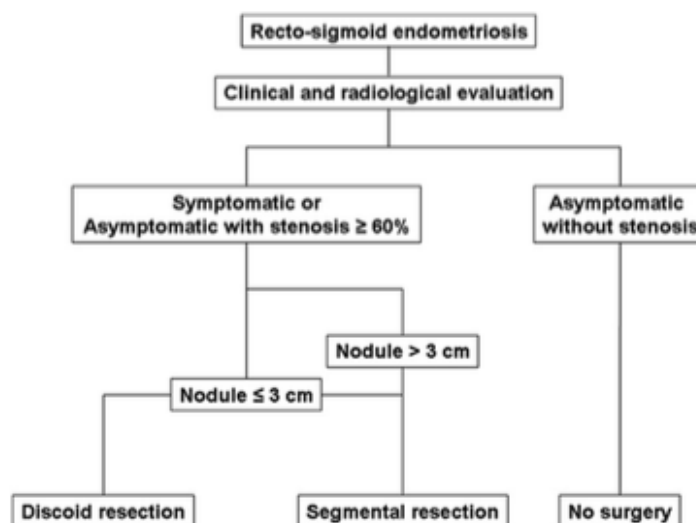 Recto-sigmoid endometriosis
Clinical and radiological evaluation
Symptomatic or
Asymptomatic with stenosis ≥ 60%
Asymptomatic
without stenosis
Nodule > 3 cm
Nodule ≤ 3 cm
Discoid resection
Segmental resection
No surgery